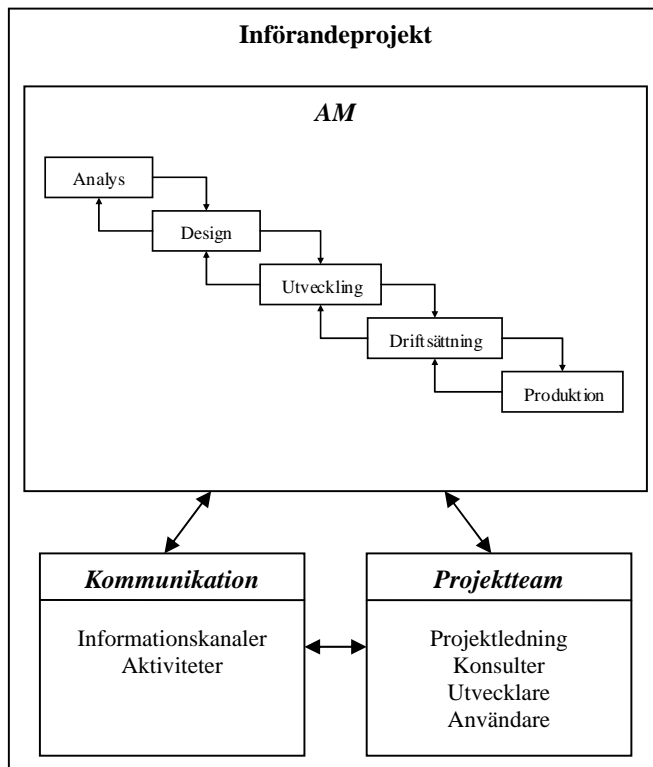 Införandeprojekt
AM
Analys
Design
Utveckling
Driftsättning
Produktion
Kommunikation
Informationskanaler
Aktiviteter
Projektteam
Projektledning
Konsulter
Utvecklare
Användare